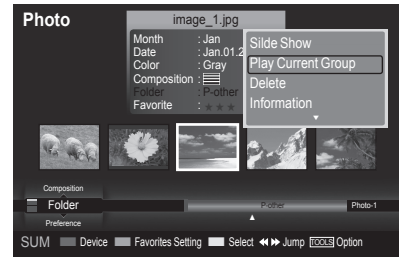 Photo
image_1.jpg
Month : Jan
Date : Jan.01.2
Color : Gray
Composition :
Folder : P-other
Favorite : ★ ★ ★
Silde Show
Play Current Group
Delete
Information
Composition
Folder
Preference
P-other
Photo-1
SUM Device Favorites Setting Select Jump TOOLS Option